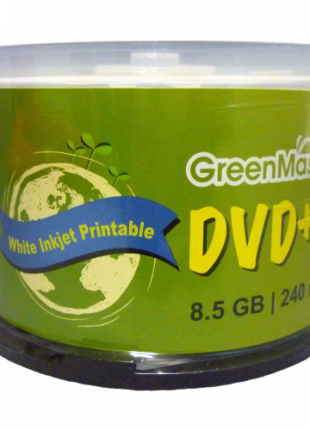 GreenMas
White Inkjet Printable
DVD+
8.5 GB | 240